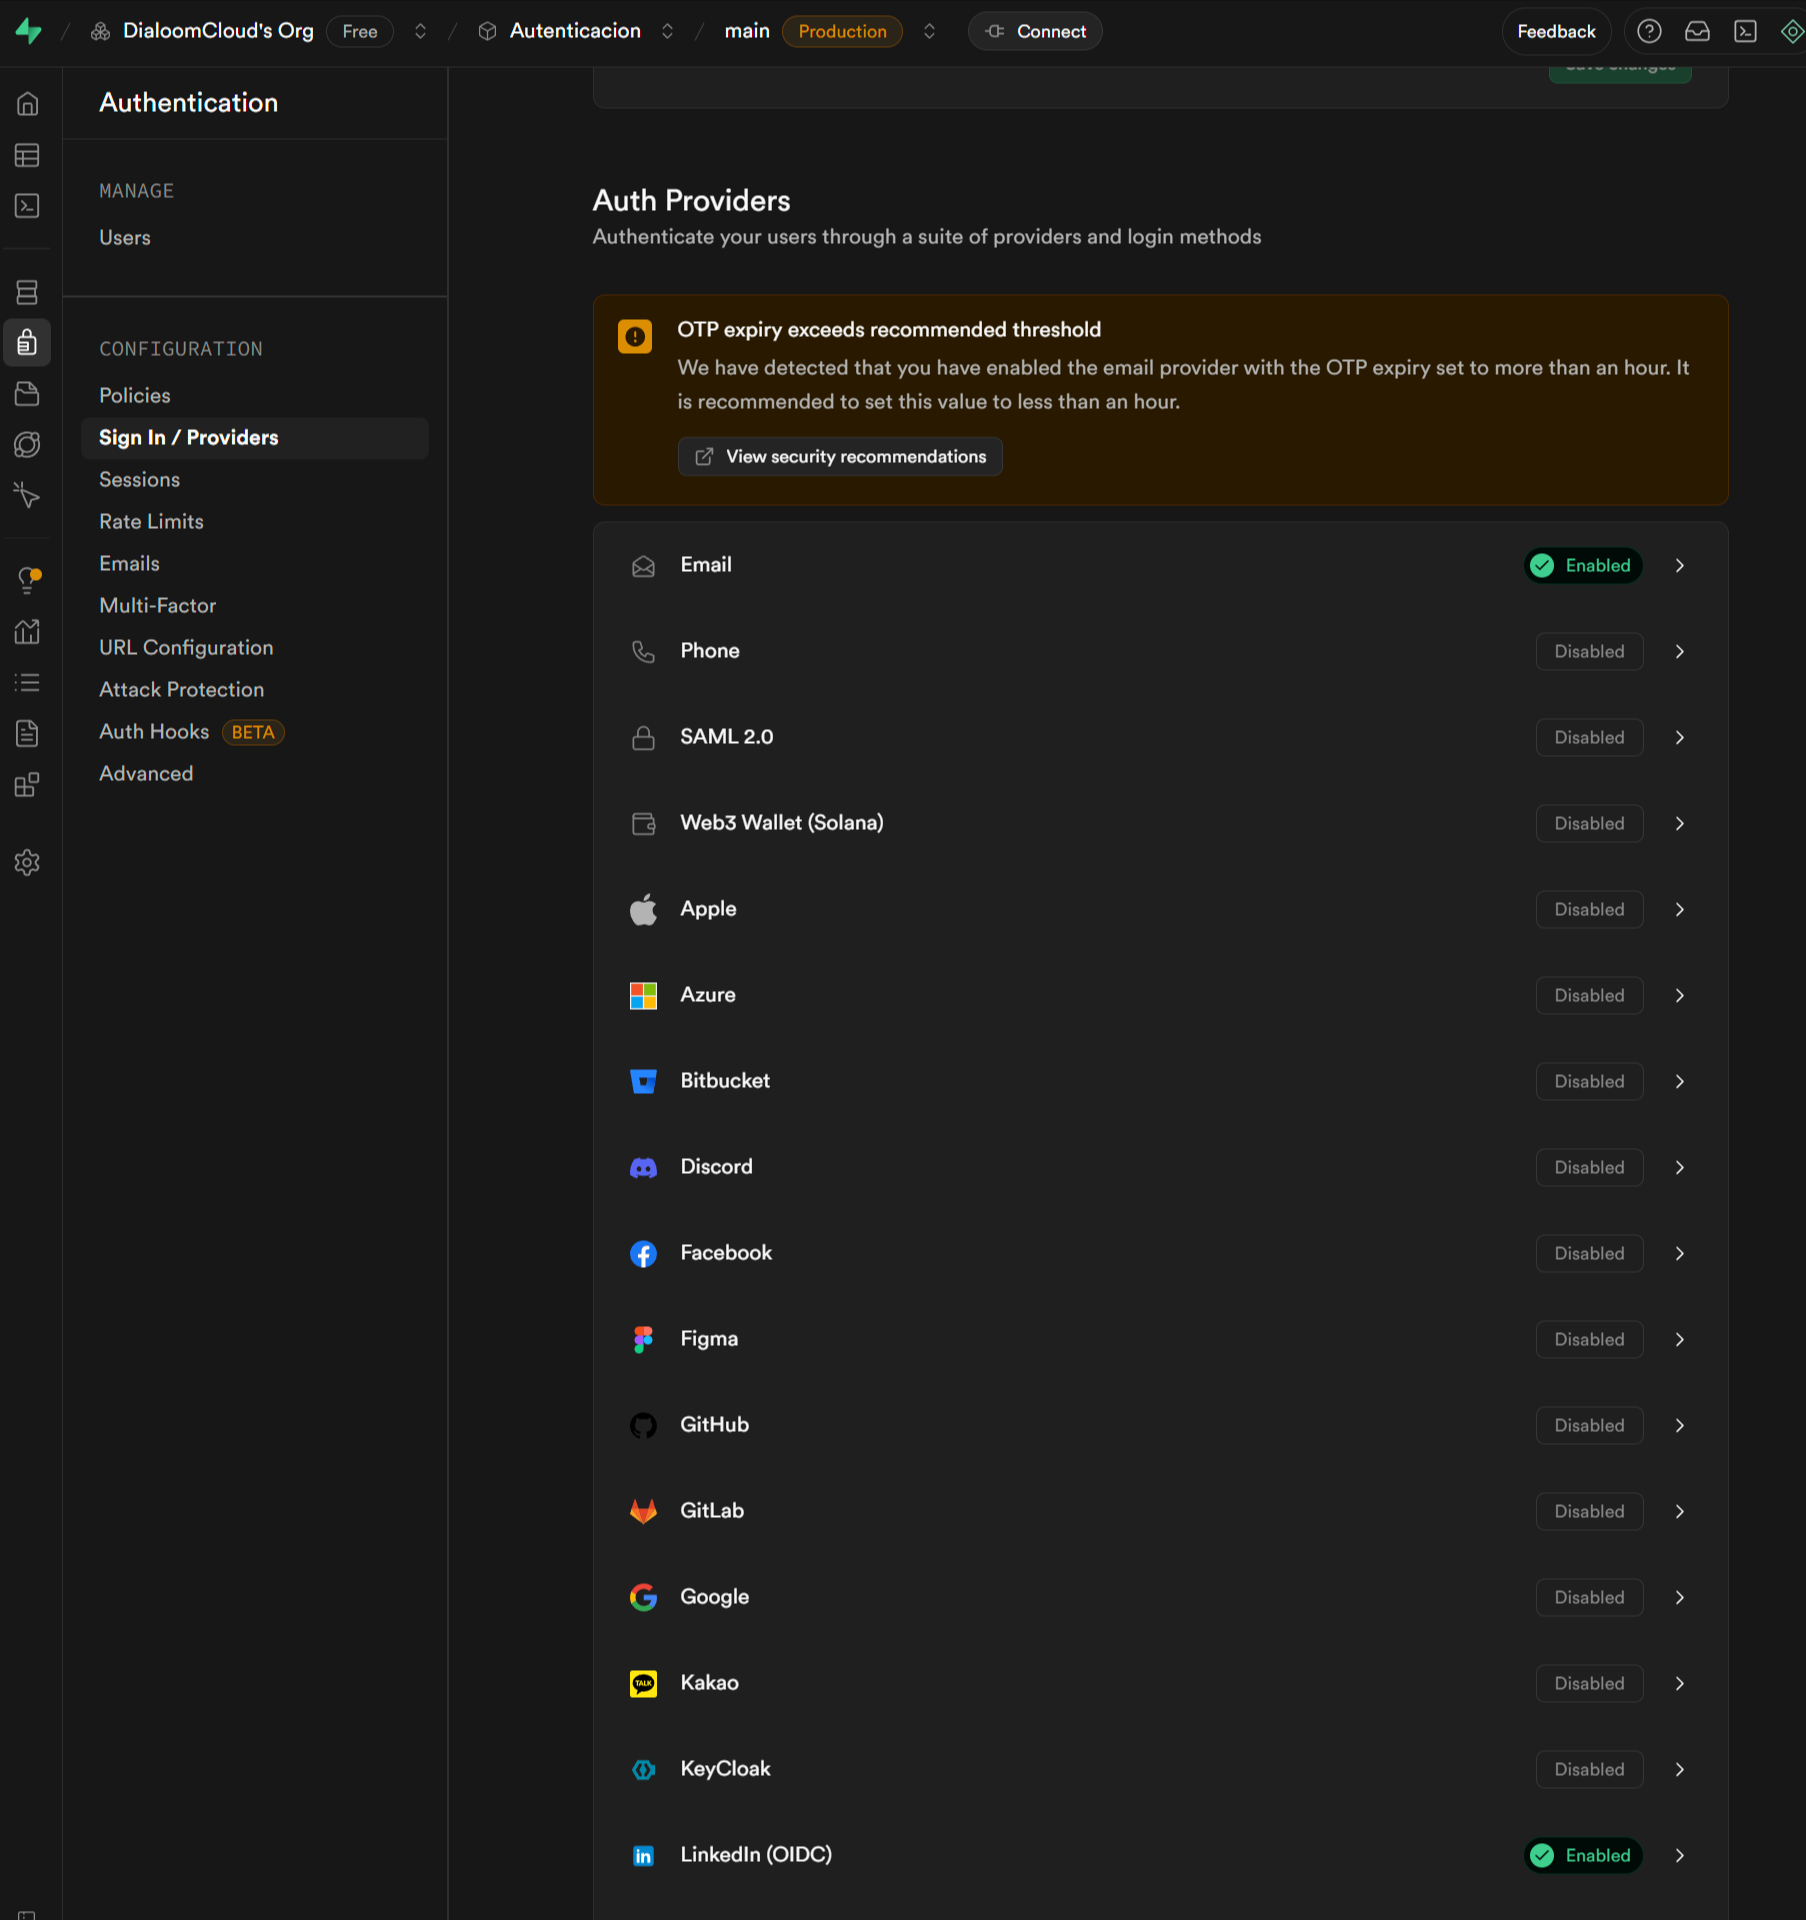 DialoomCloud's Org Free Autenticacion main Production Connect Feedback
Save changes
Authentication
MANAGE
Users
CONFIGURATION
Policies
Sign In / Providers
Sessions
Rate Limits
Emails
Multi-Factor
URL Configuration
Attack Protection
Auth Hooks BETA
Advanced
Auth Providers
Authenticate your users through a suite of providers and login methods
OTP expiry exceeds recommended threshold
We have detected that you have enabled the email provider with the OTP expiry set to more than an hour. It
is recommended to set this value to less than an hour.
View security recommendations
Email Enabled
Phone Disabled
SAML 2.0 Disabled
Web3 Wallet (Solana) Disabled
Apple Disabled
Azure Disabled
Bitbucket Disabled
Discord Disabled
Facebook Disabled
Figma Disabled
GitHub Disabled
GitLab Disabled
Google Disabled
TALK Kakao Disabled
KeyCloak Disabled
in LinkedIn (OIDC) Enabled